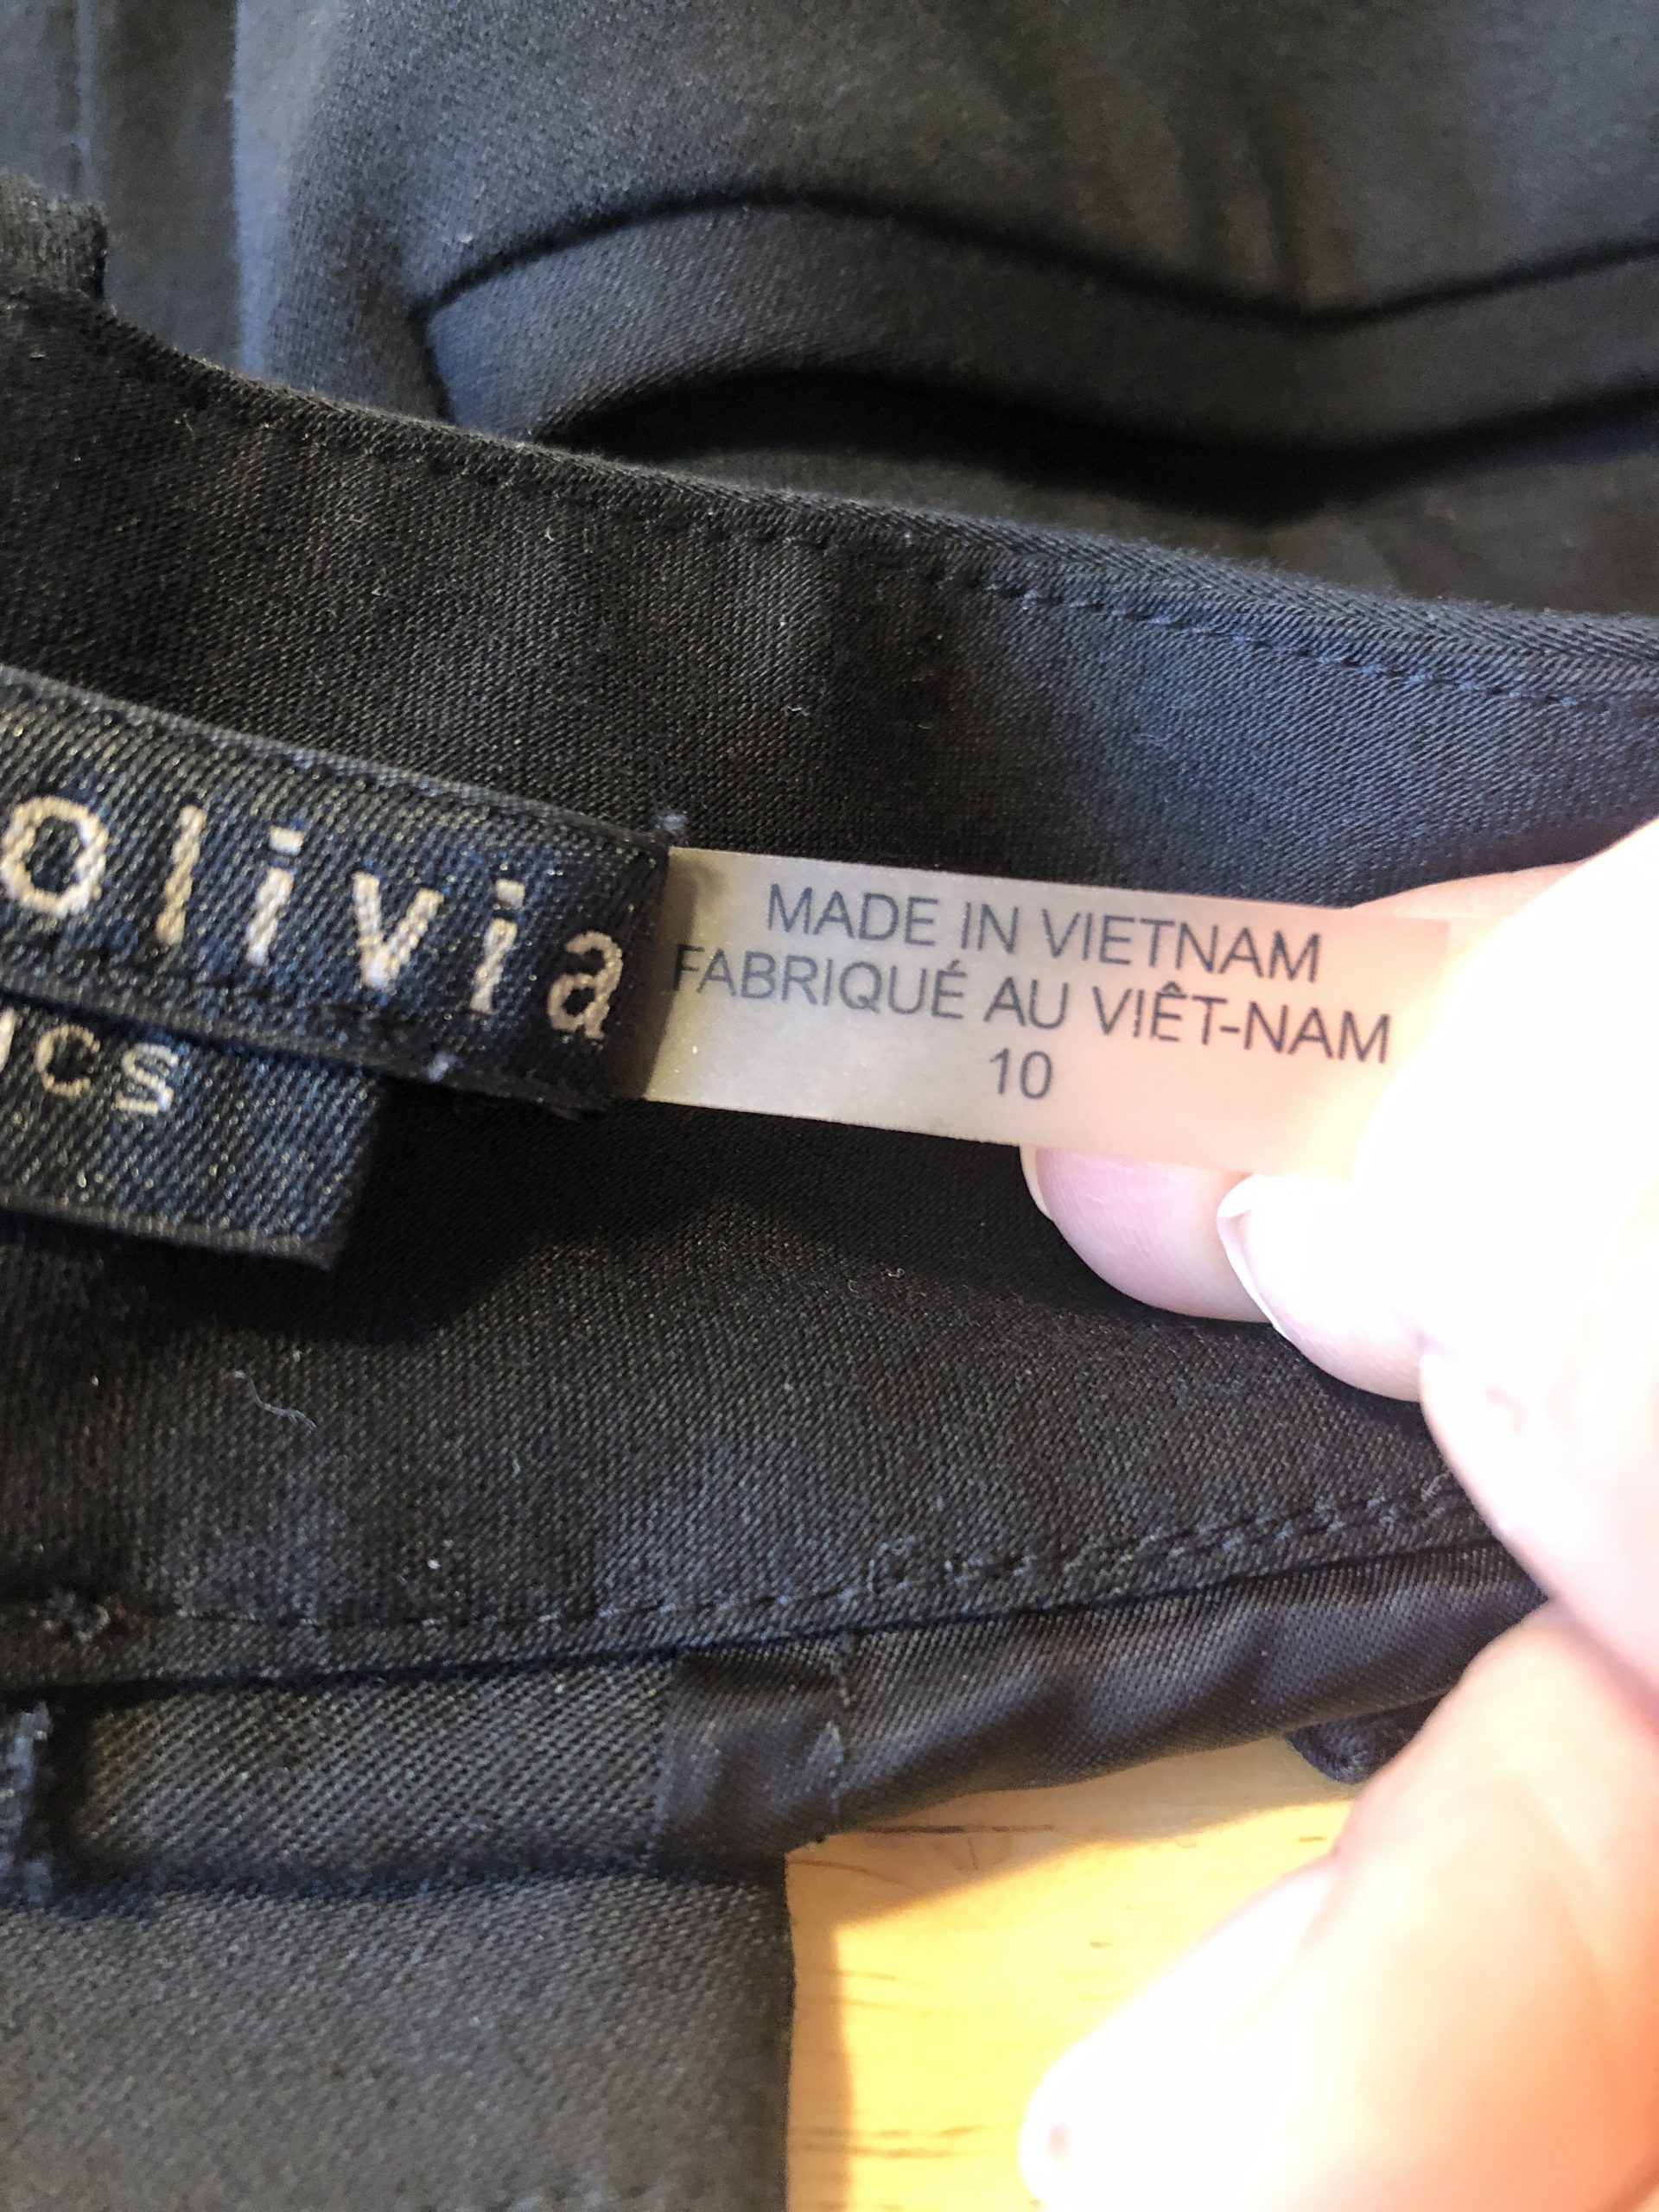 olivia
MADE IN VIETNAM
FABRIQUÉ AU VIÊT-NAM
10